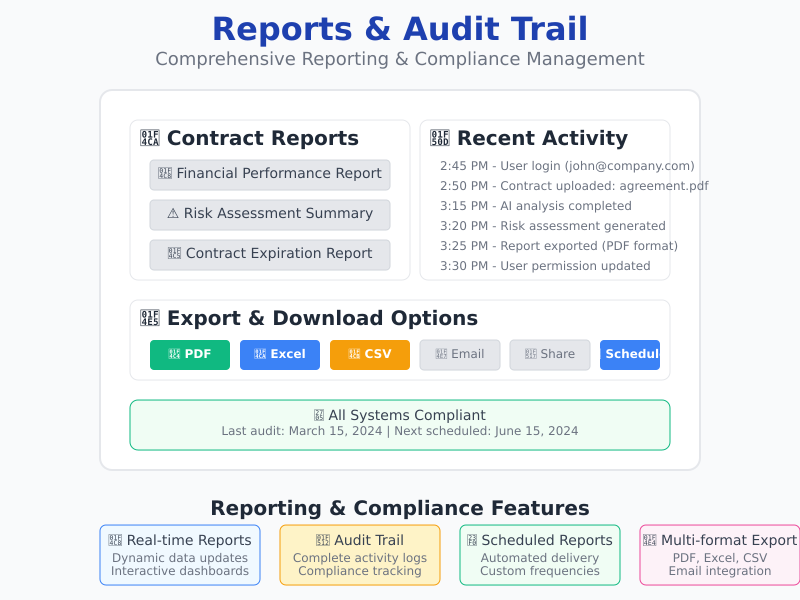 Reports & Audit Trail
Comprehensive Reporting & Compliance Management
Contract Reports
Financial Performance Report
⚠ Risk Assessment Summary
Contract Expiration Report
Recent Activity
2:45 PM - User login (john@company.com)
2:50 PM - Contract uploaded: agreement.pdf
3:15 PM - AI analysis completed
3:20 PM - Risk assessment generated
3:25 PM - Report exported (PDF format)
3:30 PM - User permission updated
Export & Download Options
PDF
Excel
CSV
Email
Share
Schedul
All Systems Compliant
Last audit: March 15, 2024 | Next scheduled: June 15, 2024
Reporting & Compliance Features
Real-time Reports
Dynamic data updates
Interactive dashboards
Audit Trail
Complete activity logs
Compliance tracking
Scheduled Reports
Automated delivery
Custom frequencies
Multi-format Export
PDF, Excel, CSV
Email integration